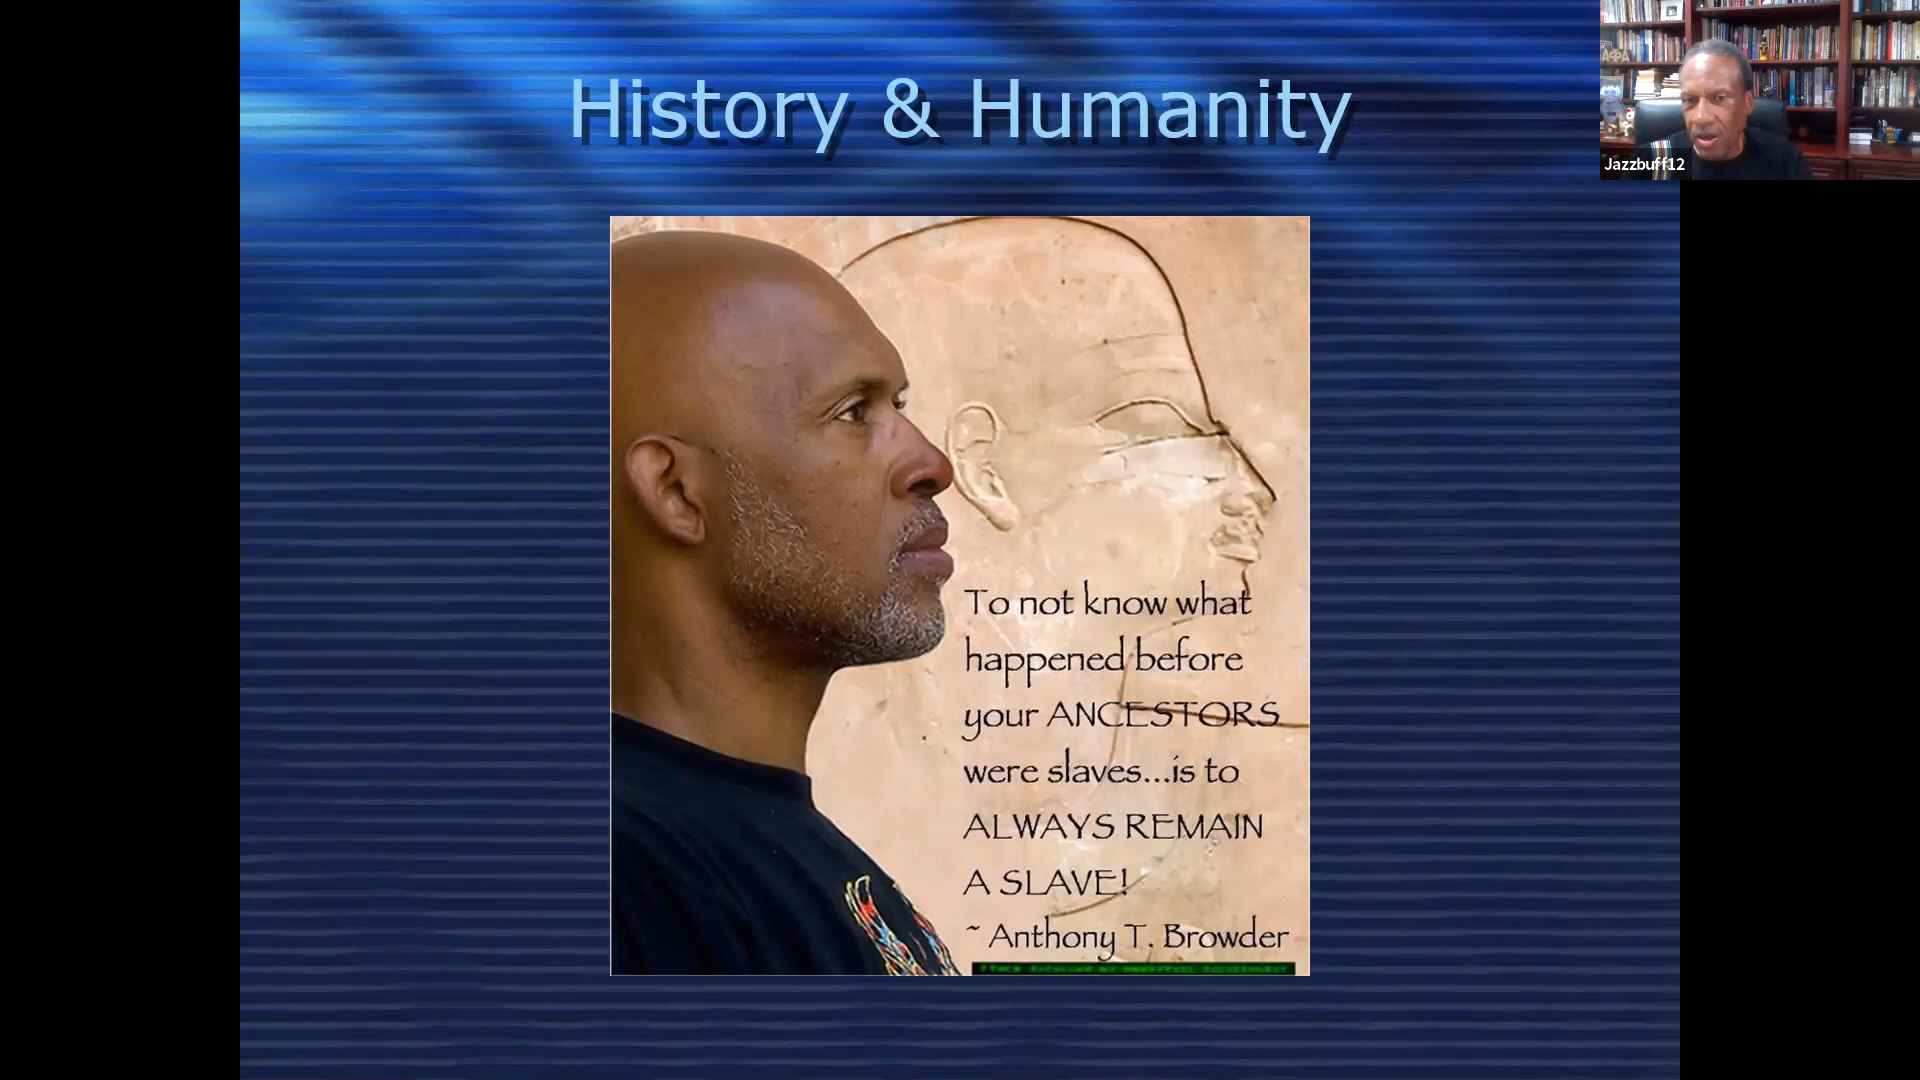 History & Humanity
Jazzbuff12
To not know what
happened before
your ANCESTORS
were slaves...is to
ALWAYS REMAIN
A SLAVE!
~ Anthony T. Browder